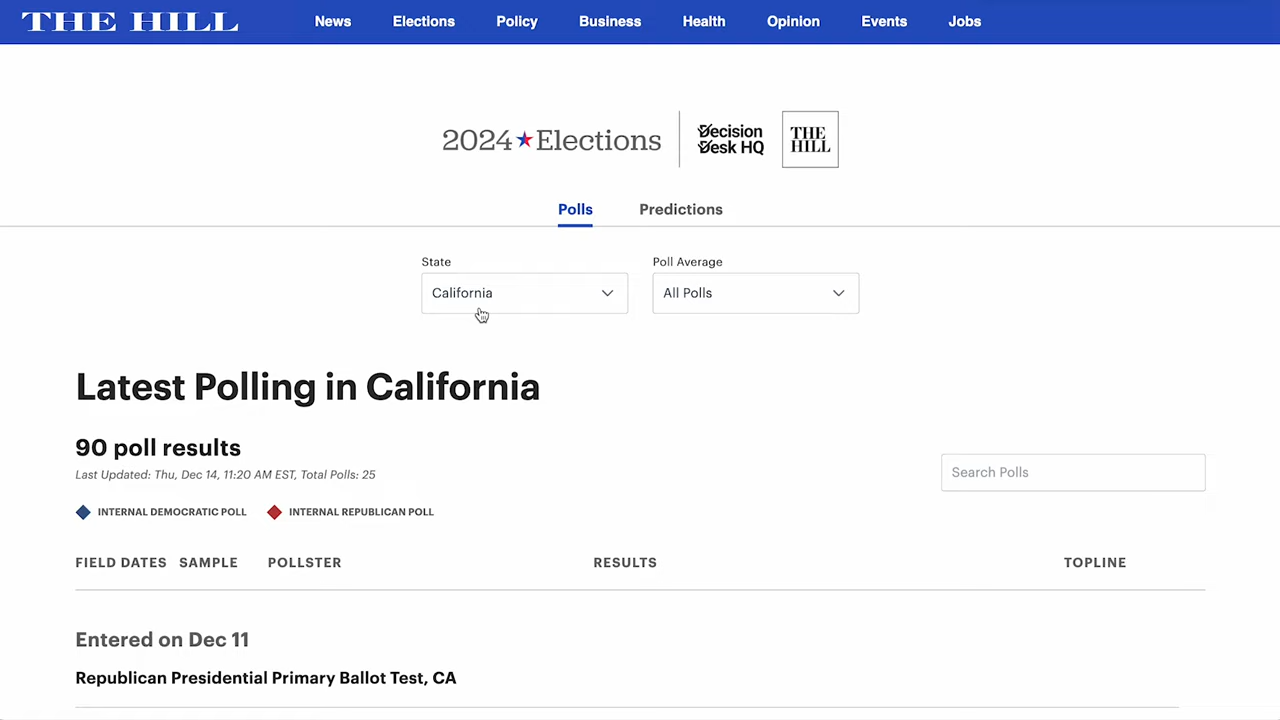 THE HILL
News Elections Policy Business Health Opinion Events Jobs
2024 Elections
Decision
Desk HQ
THE
HILL
Polls Predictions
State Poll Average
California All Polls
Latest Polling in California
90 poll results
Last Updated: Thu, Dec 14, 11:20 AM EST, Total Polls: 25
Search Polls
INTERNAL DEMOCRATIC POLL INTERNAL REPUBLICAN POLL
FIELD DATES SAMPLE POLLSTER RESULTS TOPLINE
Entered on Dec 11
Republican Presidential Primary Ballot Test, CA